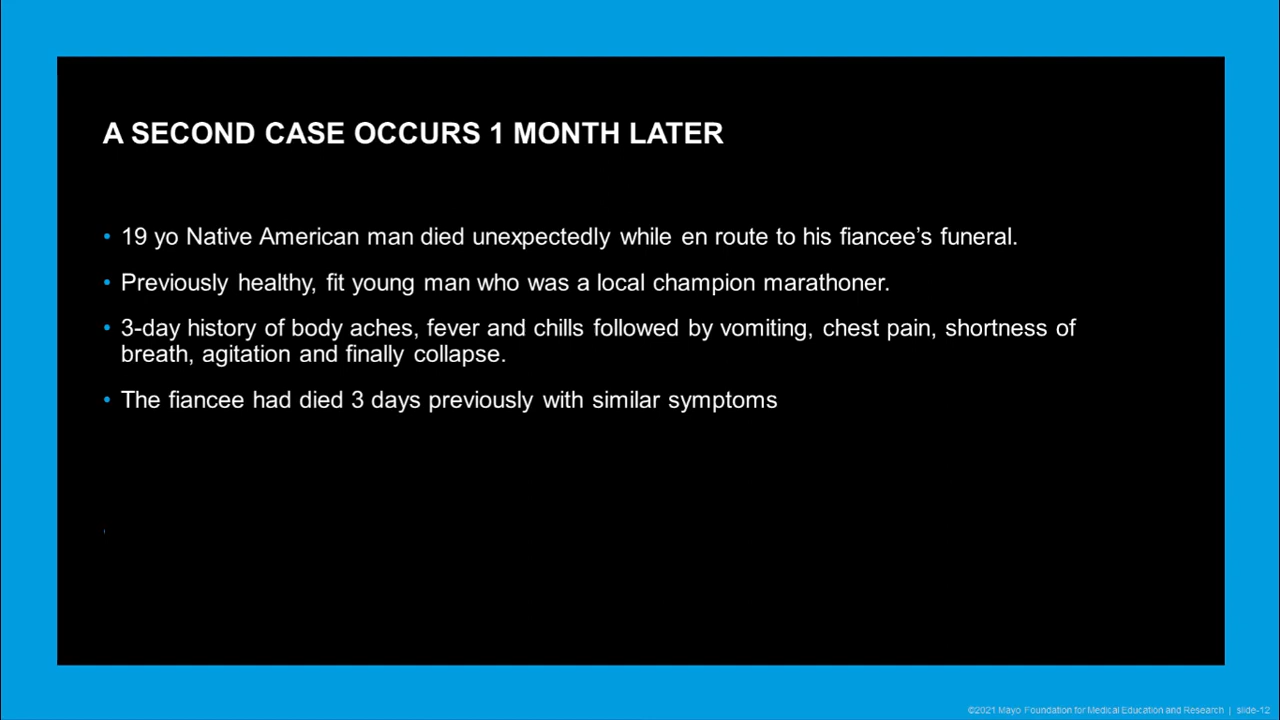 A SECOND CASE OCCURS 1 MONTH LATER
• 19 yo Native American man died unexpectedly while en route to his fiancee’s funeral.
• Previously healthy, fit young man who was a local champion marathoner.
• 3-day history of body aches, fever and chills followed by vomiting, chest pain, shortness of
breath, agitation and finally collapse.
• The fiancee had died 3 days previously with similar symptoms
©2021 Mayo Foundation for Medical Education and Research | slide-12